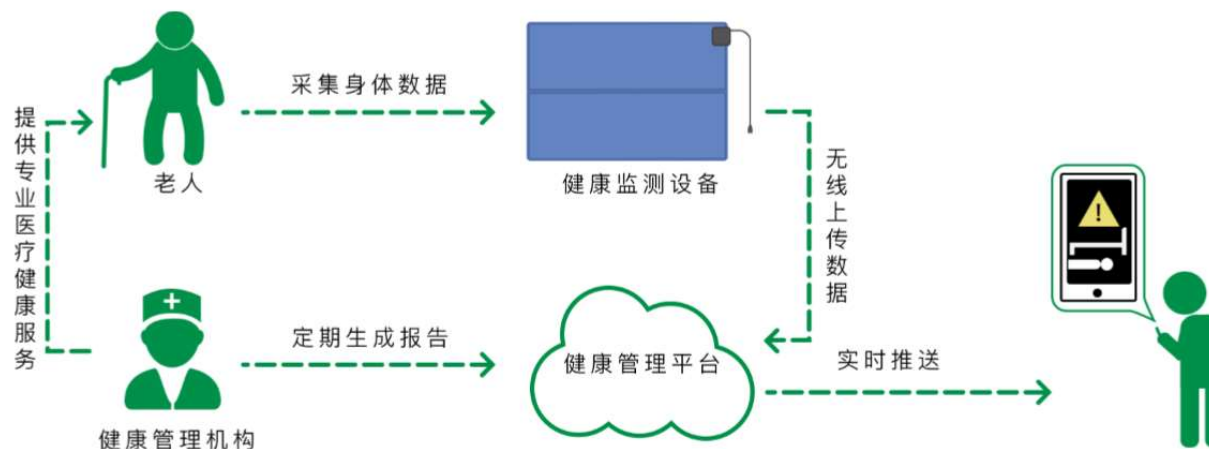 采集身体数据
提供专业医疗健康服务
老人
健康监测设备
无线上传数据
定期生成报告
健康管理平台
实时推送
健康管理机构